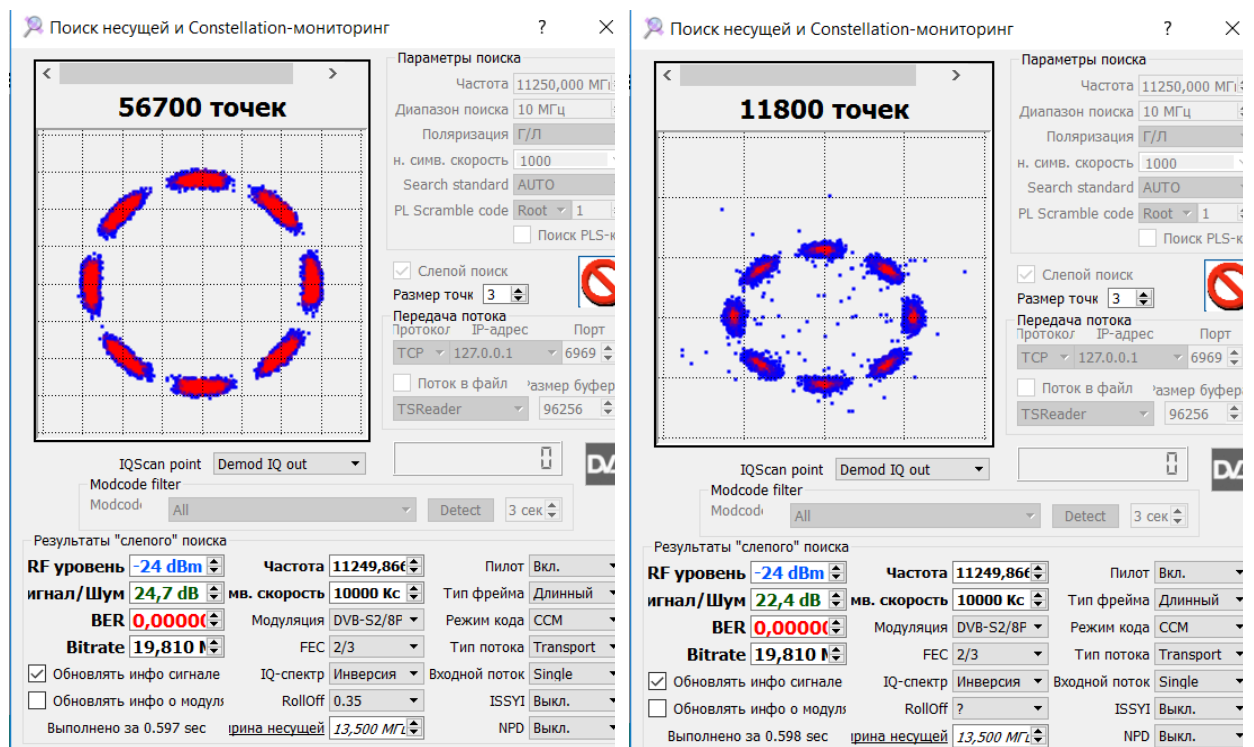 Поиск несущей и Constellation-мониторинг ?
56700 точек
Параметры поиска
Частота 11250,000 МГц
Диапазон поиска 10 МГц
Поляризация Г/Л
н. симв. скорость 1000
Search standard AUTO
PL Scramble code Root 1
Поиск PLS-к
Слепой поиск
Размер точк 3
Передача потока
Протокол IP-адрес Порт
TCP 127.0.0.1 6969
Поток в файл размер буфер
TSReader 96256
0
IQScan point Demod IQ out
Modcode filter
Modcod All Detect 3 сек
Результаты "слепого" поиска
RF уровень -24 dBm Частота 11249,866 Пилот Вкл.
игнал/Шум 24,7 dB мв. скорость 10000 Кс Тип фрейма Длинный
BER 0,00000 Модуляция DVB-S2/8P Режим кода CCM
Bitrate 19,810 FEC 2/3 Тип потока Transport
Обновлять инфо сигнале IQ-спектр Инверсия Входной поток Single
Обновлять инфо о модуля RollOff 0.35 ISSYI Выкл.
Выполнено за 0.597 sec ирина несущей 13,500 МГц NPD Выкл.
Поиск несущей и Constellation-мониторинг ?
11800 точек
Параметры поиска
Частота 11250,000 МГц
Диапазон поиска 10 МГц
Поляризация Г/Л
н. симв. скорость 1000
Search standard AUTO
PL Scramble code Root 1
Поиск PLS-к
Слепой поиск
Размер точк 3
Передача потока
Протокол IP-адрес Порт
TCP 127.0.0.1 6969
Поток в файл размер буфер
TSReader 96256
0
IQScan point Demod IQ out
Modcode filter
Modcod All Detect 3 сек
Результаты "слепого" поиска
RF уровень -24 dBm Частота 11249,866 Пилот Вкл.
игнал/Шум 22,4 dB мв. скорость 10000 Кс Тип фрейма Длинный
BER 0,00000 Модуляция DVB-S2/8P Режим кода CCM
Bitrate 19,810 FEC 2/3 Тип потока Transport
Обновлять инфо сигнале IQ-спектр Инверсия Входной поток Single
Обновлять инфо о модуля RollOff ? ISSYI Выкл.
Выполнено за 0.598 sec ирина несущей 13,500 МГц NPD Выкл.